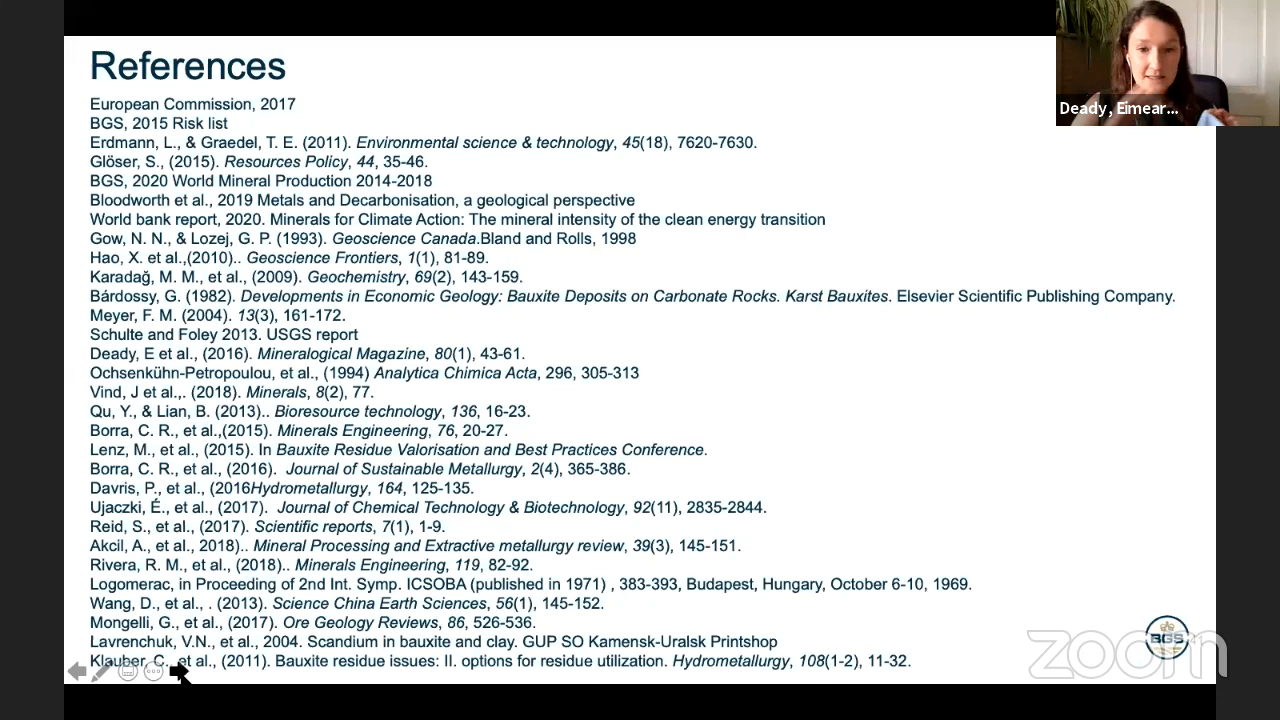 References
European Commission, 2017
BGS, 2015 Risk list
Erdmann, L., & Graedel, T. E. (2011). Environmental science & technology, 45(18), 7620-7630.
Glöser, S., (2015). Resources Policy, 44, 35-46.
BGS, 2020 World Mineral Production 2014-2018
Bloodworth et al., 2019 Metals and Decarbonisation, a geological perspective
World bank report, 2020. Minerals for Climate Action: The mineral intensity of the clean energy transition
Gow, N. N., & Lozej, G. P. (1993). Geoscience Canada.Bland and Rolls, 1998
Hao, X. et al.,(2010).. Geoscience Frontiers, 1(1), 81-89.
Karadağ, M. M., et al., (2009). Geochemistry, 69(2), 143-159.
Bárdossy, G. (1982). Developments in Economic Geology: Bauxite Deposits on Carbonate Rocks. Karst Bauxites. Elsevier Scientific Publishing Company.
Meyer, F. M. (2004). 13(3), 161-172.
Schulte and Foley 2013. USGS report
Deady, E et al., (2016). Mineralogical Magazine, 80(1), 43-61.
Ochsenkühn-Petropoulou, et al., (1994) Analytica Chimica Acta, 296, 305-313
Vind, J et al.,. (2018). Minerals, 8(2), 77.
Qu, Y., & Lian, B. (2013).. Bioresource technology, 136, 16-23.
Borra, C. R., et al.,(2015). Minerals Engineering, 76, 20-27.
Lenz, M., et al., (2015). In Bauxite Residue Valorisation and Best Practices Conference.
Borra, C. R., et al., (2016). Journal of Sustainable Metallurgy, 2(4), 365-386.
Davris, P., et al., (2016Hydrometallurgy, 164, 125-135.
Ujaczki, É., et al., (2017). Journal of Chemical Technology & Biotechnology, 92(11), 2835-2844.
Reid, S., et al., (2017). Scientific reports, 7(1), 1-9.
Akcil, A., et al., 2018).. Mineral Processing and Extractive metallurgy review, 39(3), 145-151.
Rivera, R. M., et al., (2018).. Minerals Engineering, 119, 82-92.
Logomerac, in Proceeding of 2nd Int. Symp. ICSOBA (published in 1971) , 383-393, Budapest, Hungary, October 6-10, 1969.
Wang, D., et al., . (2013). Science China Earth Sciences, 56(1), 145-152.
Mongelli, G., et al., (2017). Ore Geology Reviews, 86, 526-536.
Lavrenchuk, V.N., et al., 2004. Scandium in bauxite and clay. GUP SO Kamensk-Uralsk Printshop
Klauber, C., et al., (2011). Bauxite residue issues: II. options for residue utilization. Hydrometallurgy, 108(1-2), 11-32.
Deady, Eimear...
BGS
zoom